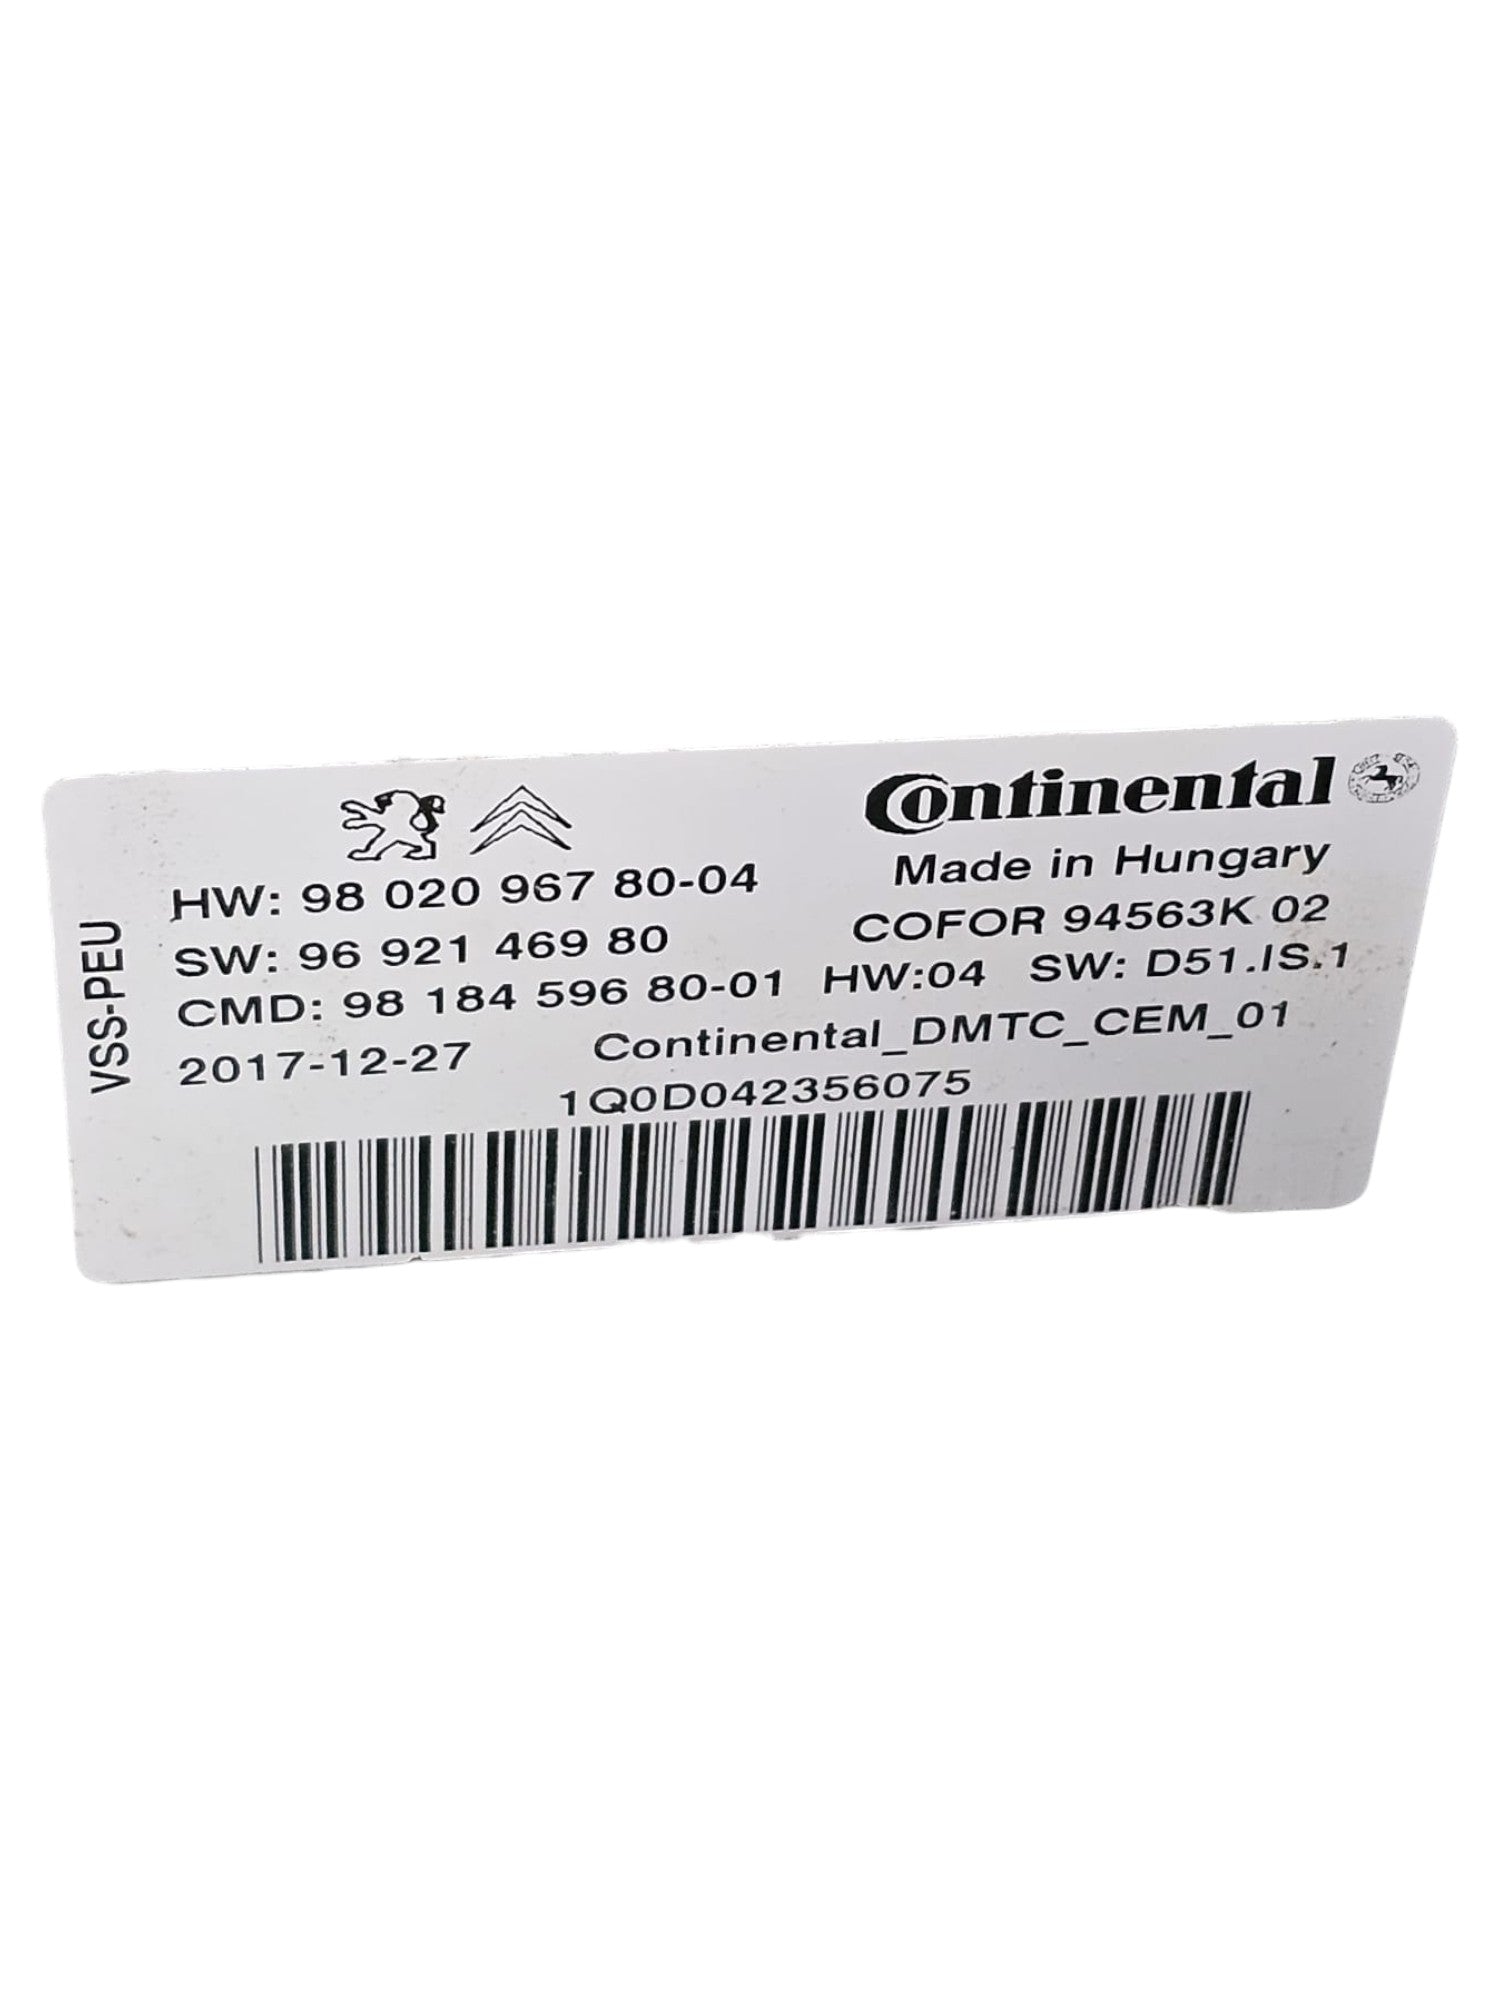 Continental
Made in Hungary
HW: 98 020 967 80-04
COFOR 94563K 02
SW: 96 921 469 80
CMD: 98 184 596 80-01 HW:04 SW: D51.IS.1
2017-12-27 Continental_DMTC_CEM_01
1Q0D042356075
VSS-PEU